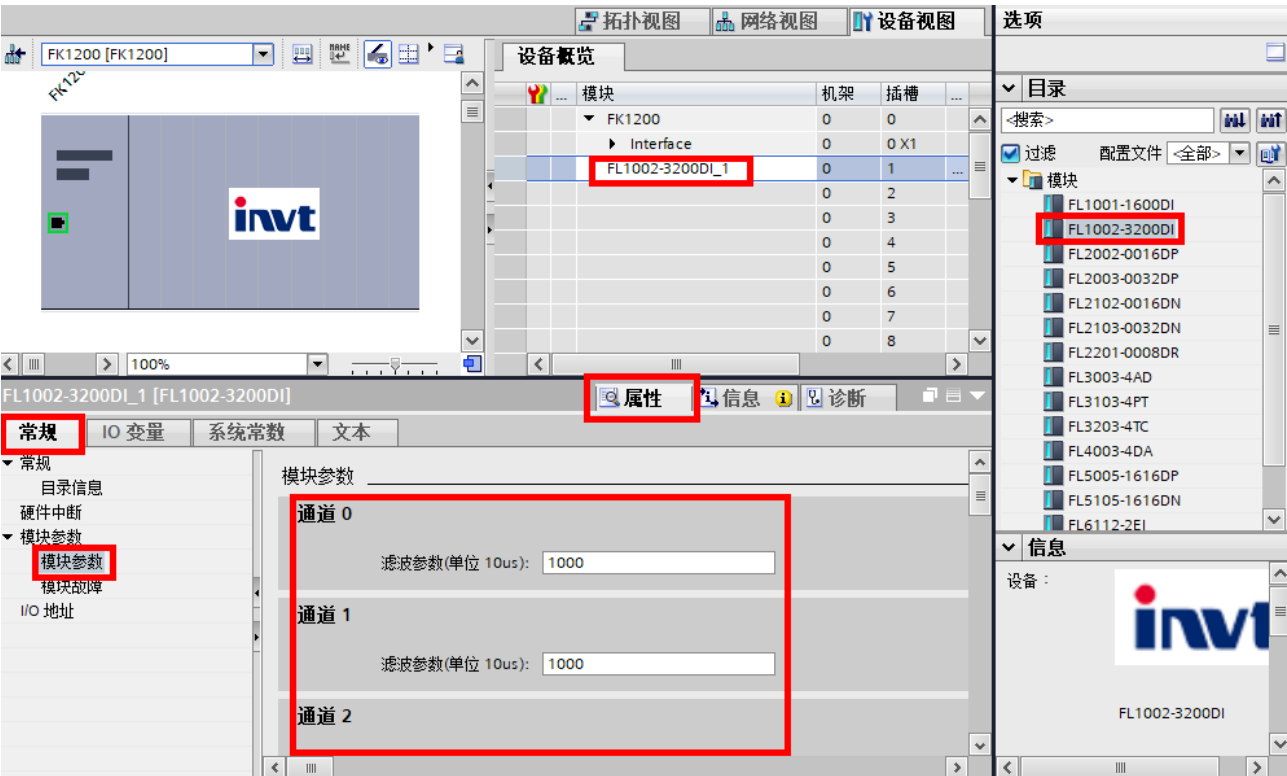 拓扑视图 网络视图 设备视图 选项
FK1200 [FK1200]
设备概览
FK120
... 模块 机架 插槽 ...
FK1200 0 0
Interface 0 0 X1
FL1002-3200DI_1 0 1 ...
0 2
0 3
0 4
0 5
0 6
0 7
0 8
invt
100%
目录
<搜索>
过滤 配置文件 <全部>
模块
FL1001-1600DI
FL1002-3200DI
FL2002-0016DP
FL2003-0032DP
FL2102-0016DN
FL2103-0032DN
FL2201-0008DR
FL3003-4AD
FL3103-4PT
FL3203-4TC
FL4003-4DA
FL5005-1616DP
FL5105-1616DN
FL6112-2EI
FL1002-3200DI_1 [FL1002-3200DI]
属性 信息 诊断
常规 IO 变量 系统常数 文本
常规
目录信息
硬件中断
模块参数
模块参数
模块故障
I/O 地址
模块参数
通道 0
滤波参数(单位 10us): 1000
通道 1
滤波参数(单位 10us): 1000
通道 2
信息
设备：
invt
FL1002-3200DI